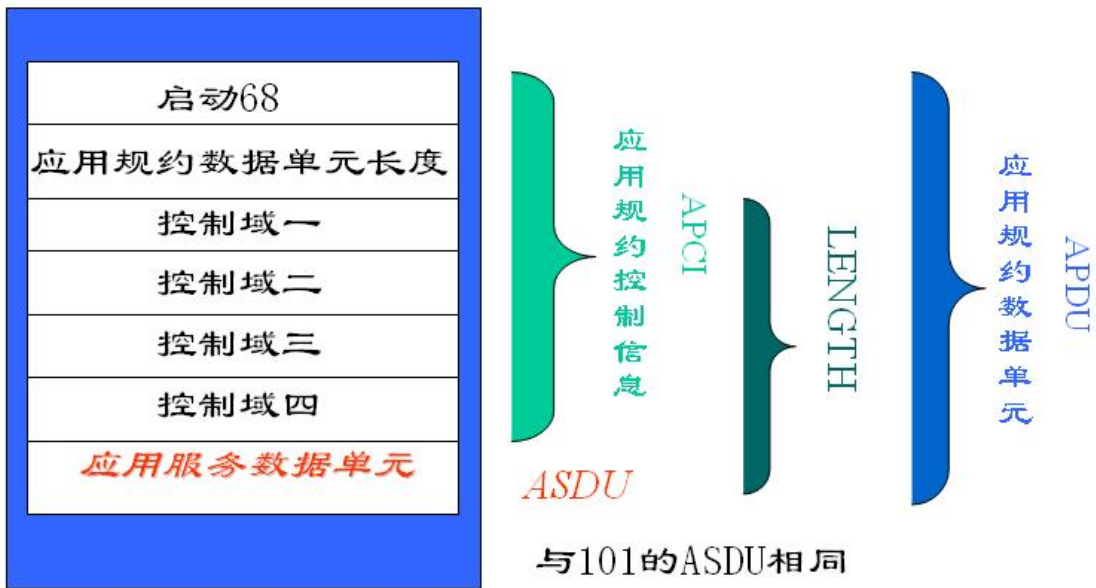 启动68
应用规约数据单元长度
控制域一
控制域二
控制域三
控制域四
应用服务数据单元
应用规约控制信息
APCI
LENGTH
应用规约数据单元
APDU
ASDU
与101的ASDU相同